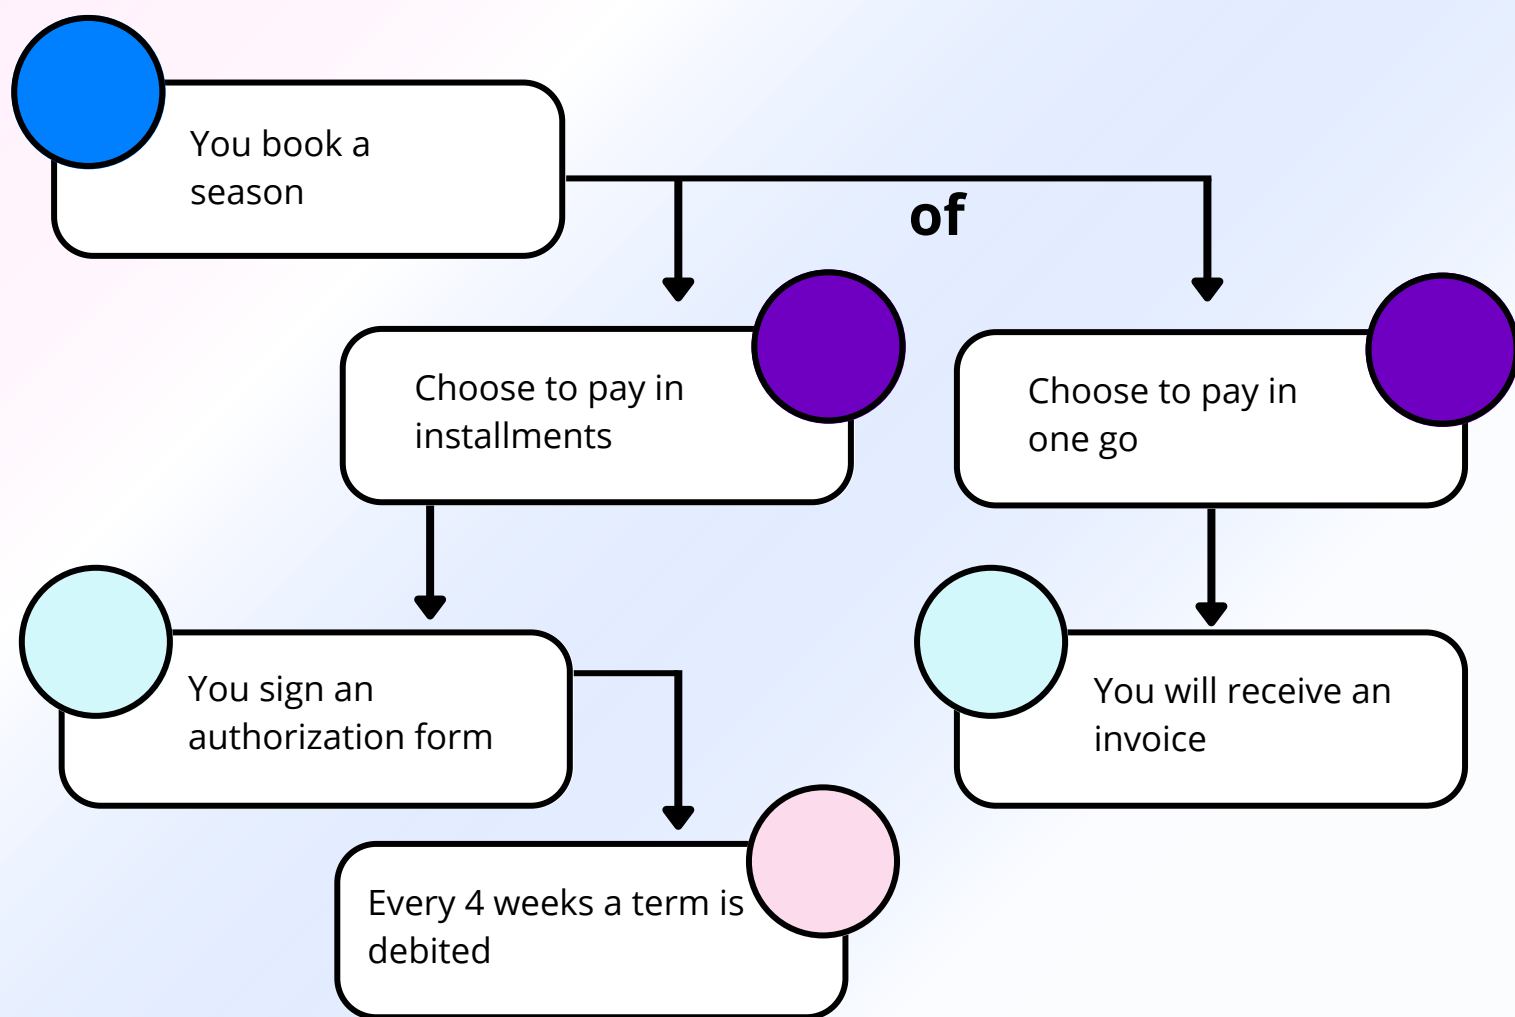 You book a
season
of
Choose to pay in
installments
Choose to pay in
one go
You sign an
authorization form
You will receive an
invoice
Every 4 weeks a term is
debited